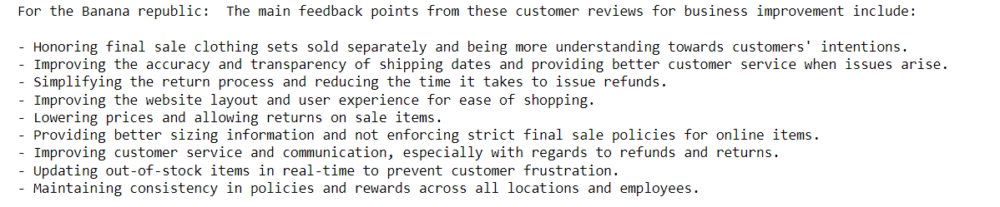 For the Banana republic:  The main feedback points from these customer reviews for business improvement include:
- Honoring final sale clothing sets sold separately and being more understanding towards customers' intentions.
- Improving the accuracy and transparency of shipping dates and providing better customer service when issues arise.
- Simplifying the return process and reducing the time it takes to issue refunds.
- Improving the website layout and user experience for ease of shopping.
- Lowering prices and allowing returns on sale items.
- Providing better sizing information and not enforcing strict final sale policies for online items.
- Improving customer service and communication, especially with regards to refunds and returns.
- Updating out-of-stock items in real-time to prevent customer frustration.
- Maintaining consistency in policies and rewards across all locations and employees.